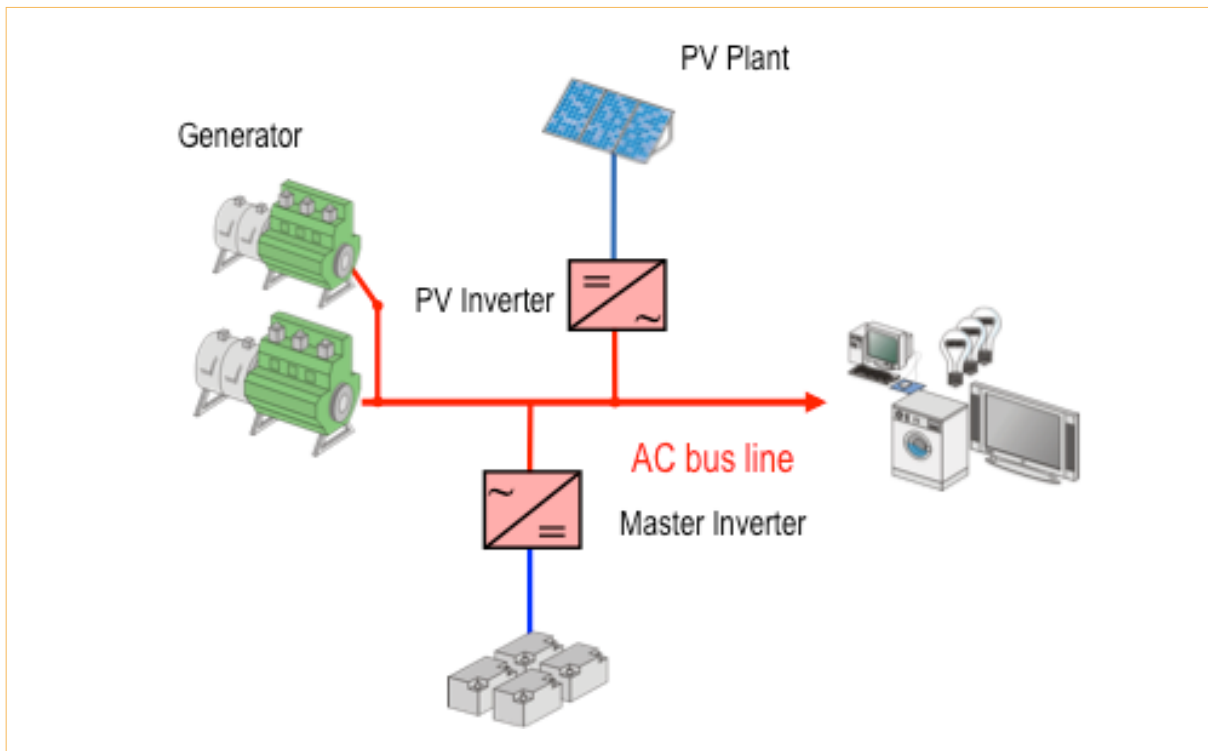 PV Plant
Generator
PV Inverter
AC bus line
Master Inverter